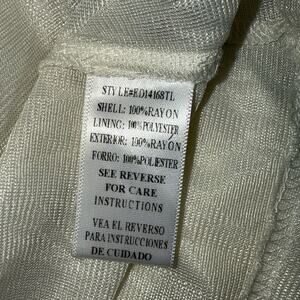 STYLE#ED14168TL
SHELL: 100%RAYON
LINING: 100%POLYESTER
EXTERIOR: 100%RAYON
FORRO: 100%POLIESTER
SEE REVERSE
FOR CARE
INSTRUCTIONS
VEA EL REVERSO
PARA INSTRUCCIONES
DE CUIDADO